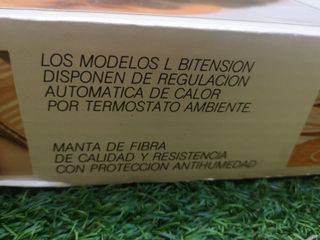 LOS MODELOS L BITENSION
DISPONEN DE REGULACION
AUTOMATICA DE CALOR
POR TERMOSTATO AMBIENTE.
MANTA DE FIBRA
DE CALIDAD Y RESISTENCIA
CON PROTECCION ANTIHUMEDAD